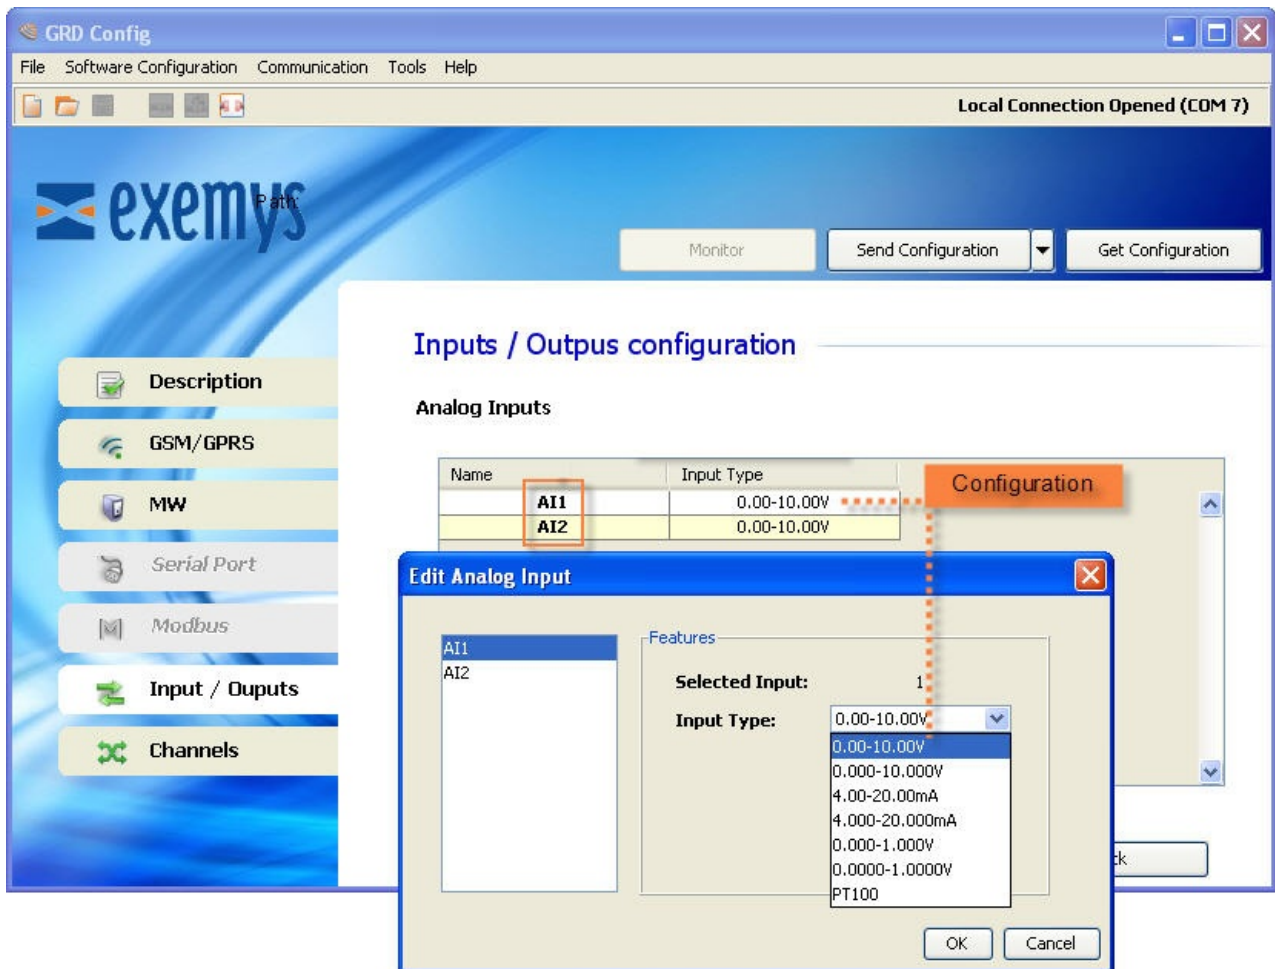 GRD Config
File Software Configuration Communication Tools Help
Local Connection Opened (COM 7)
exemys
Path:
Monitor Send Configuration Get Configuration
Inputs / Outpus configuration
Description
Analog Inputs
GSM/GPRS
Name Input Type
Configuration
MW
AI1 0.00-10.00V
AI2 0.00-10.00V
Serial Port
Edit Analog Input
Modbus
AI1
AI2
Features
Selected Input: 1
Input / Ouputs
Input Type: 0.00-10.00V
Channels
0.00-10.00V
0.000-10.000V
4.00-20.00mA
4.000-20.000mA
0.000-1.000V
0.0000-1.0000V
PT100
ck
OK Cancel